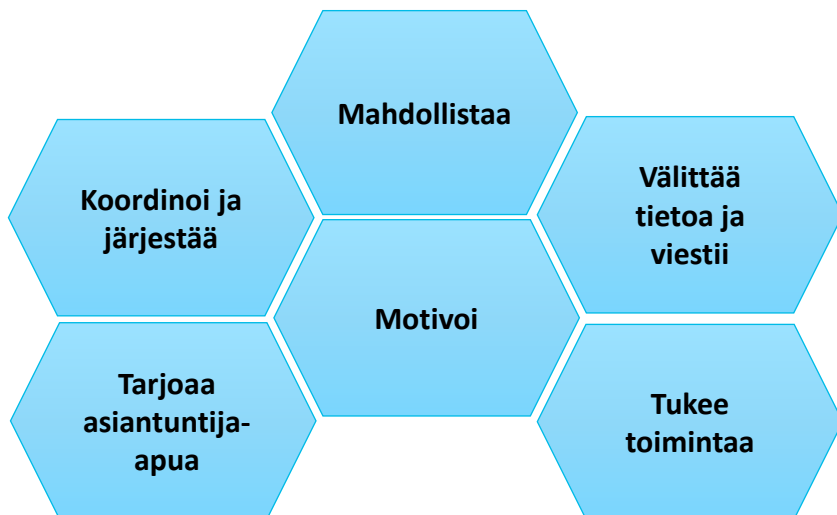 Mahdollistaa
Koordinoi ja
järjestää
Välittää
tietoa ja
viestii
Motivoi
Tarjoaa
asiantuntija-
apua
Tukee
toimintaa